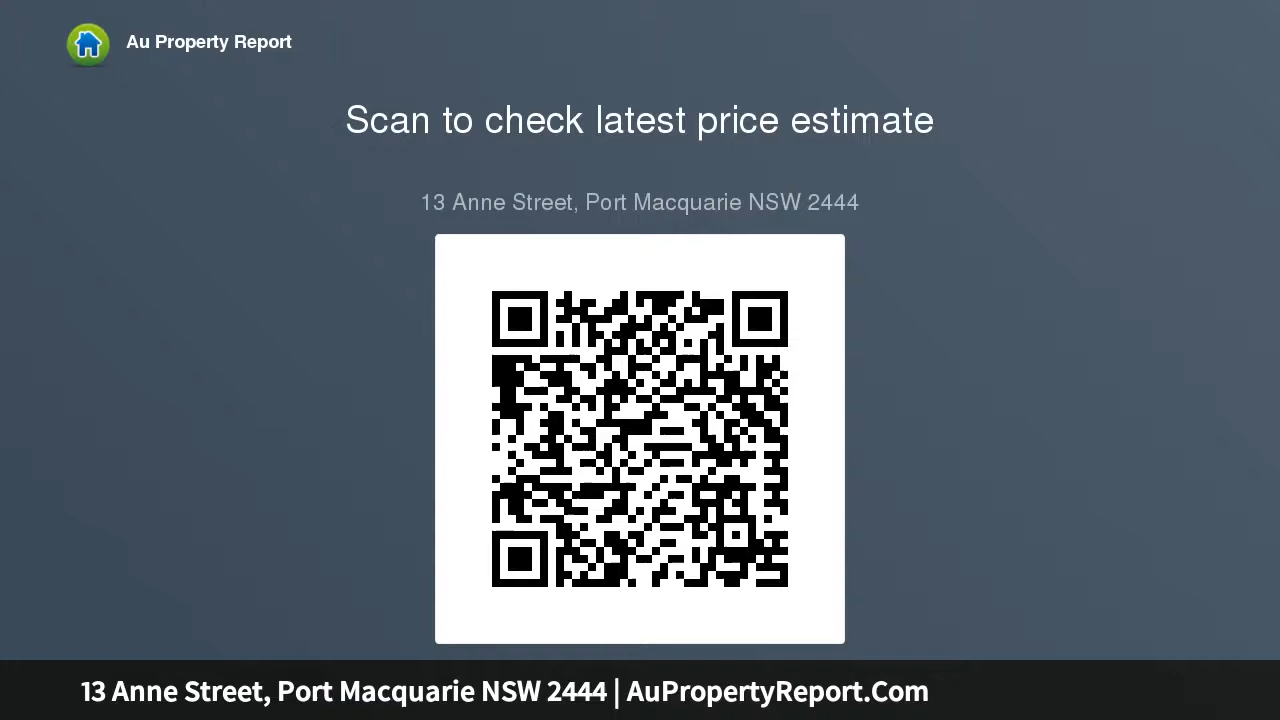 Au Property Report
Scan to check latest price estimate
13 Anne Street, Port Macquarie NSW 2444
13 Anne Street, Port Macquarie NSW 2444 | AuPropertyReport.Com